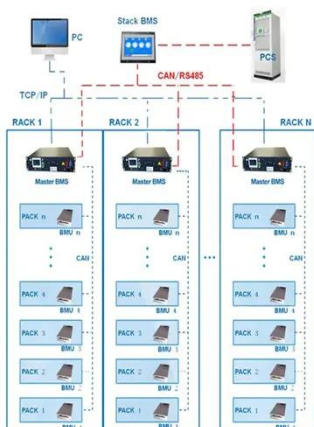 PC
Stack BMS
PCS
CAN/RS485
TCP/IP
RACK 1
RACK 2
RACK N
Master BMS
Master BMS
Master BMS
PACK n
BMU n
PACK n
BMU n
PACK n
BMU n
CAN
CAN
CAN
...
PACK 4
BMU 4
PACK 4
BMU 4
PACK 4
BMU 4
PACK 3
BMU 3
PACK 3
BMU 3
PACK 3
BMU 3
PACK 2
BMU 2
PACK 2
BMU 2
PACK 2
BMU 2
PACK 1
PACK 1
PACK 1